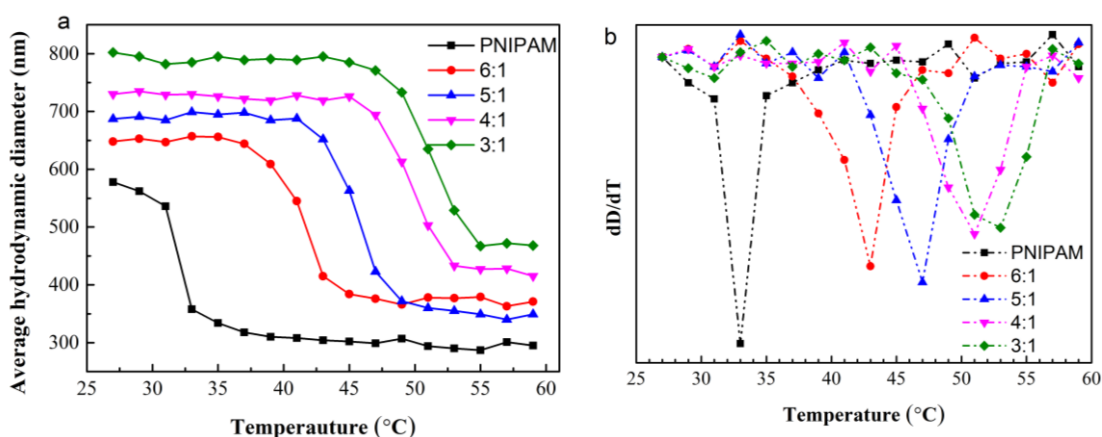 a
Average hydrodynamic diameter (nm)
800
700
600
500
400
300
25 30 35 40 45 50 55 60
Temperauture (°C)
PNIPAM
6:1
5:1
4:1
3:1
b
dD/dT
25 30 35 40 45 50 55 60
Temperature (°C)
PNIPAM
6:1
5:1
4:1
3:1